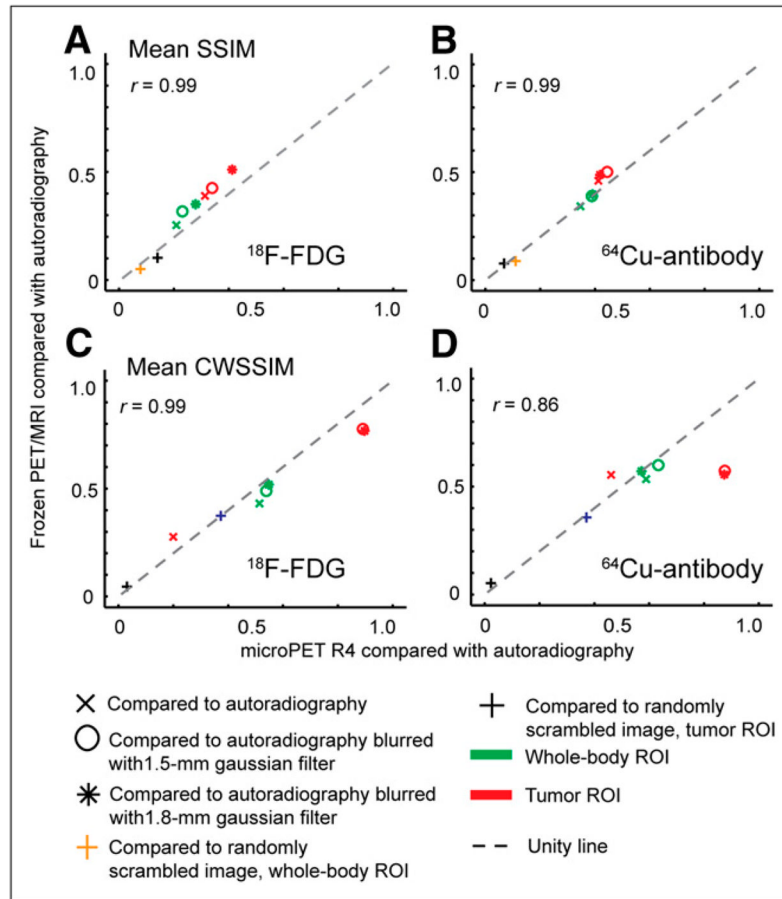 A
Mean SSIM
r = 0.99
1.0
0.5
0
0
0.5
1.0
18F-FDG
B
r = 0.99
1.0
0.5
0
0
0.5
1.0
64Cu-antibody
C
Mean CWSSIM
r = 0.99
1.0
0.5
0
0
0.5
1.0
18F-FDG
D
r = 0.86
1.0
0.5
0
0
0.5
1.0
64Cu-antibody
Frozen PET/MRI compared with autoradiography
microPET R4 compared with autoradiography
Compared to autoradiography
Compared to autoradiography blurred
with1.5-mm gaussian filter
Compared to autoradiography blurred
with1.8-mm gaussian filter
Compared to randomly
scrambled image, whole-body ROI
Compared to randomly
scrambled image, tumor ROI
Whole-body ROI
Tumor ROI
Unity line